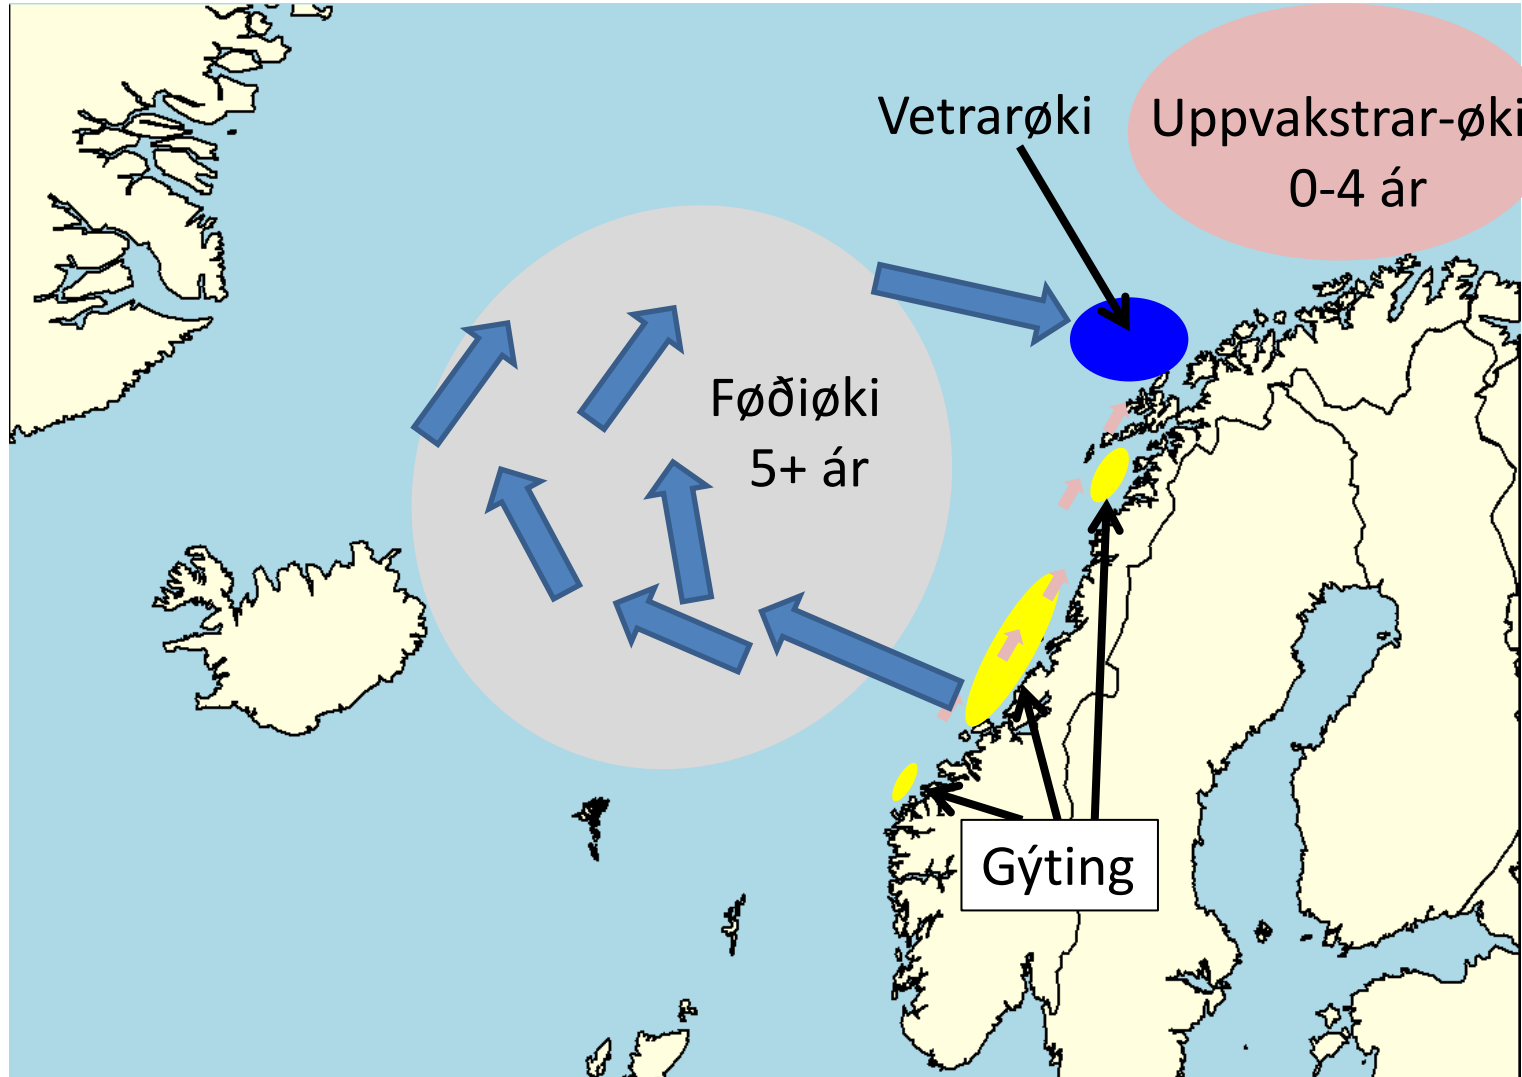 Vetrarøki
Uppvakstrar-øki
0-4 ár
Føðiøki
5+ ár
Gýting